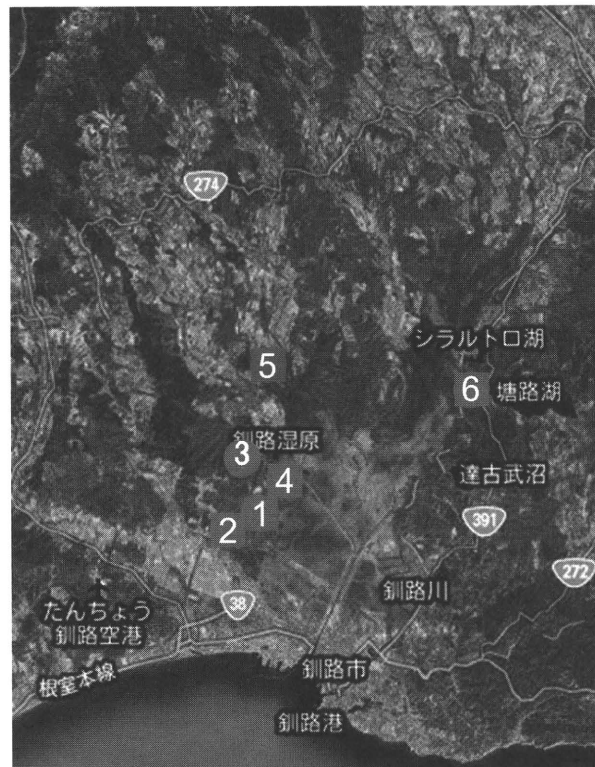 274
シラルトロ湖
5
6
塘路湖
釧路湿原
3
4
達古武沼
1
2
391
272
釧路川
38
たんちょう
釧路空港
釧路市
根室本線
釧路港